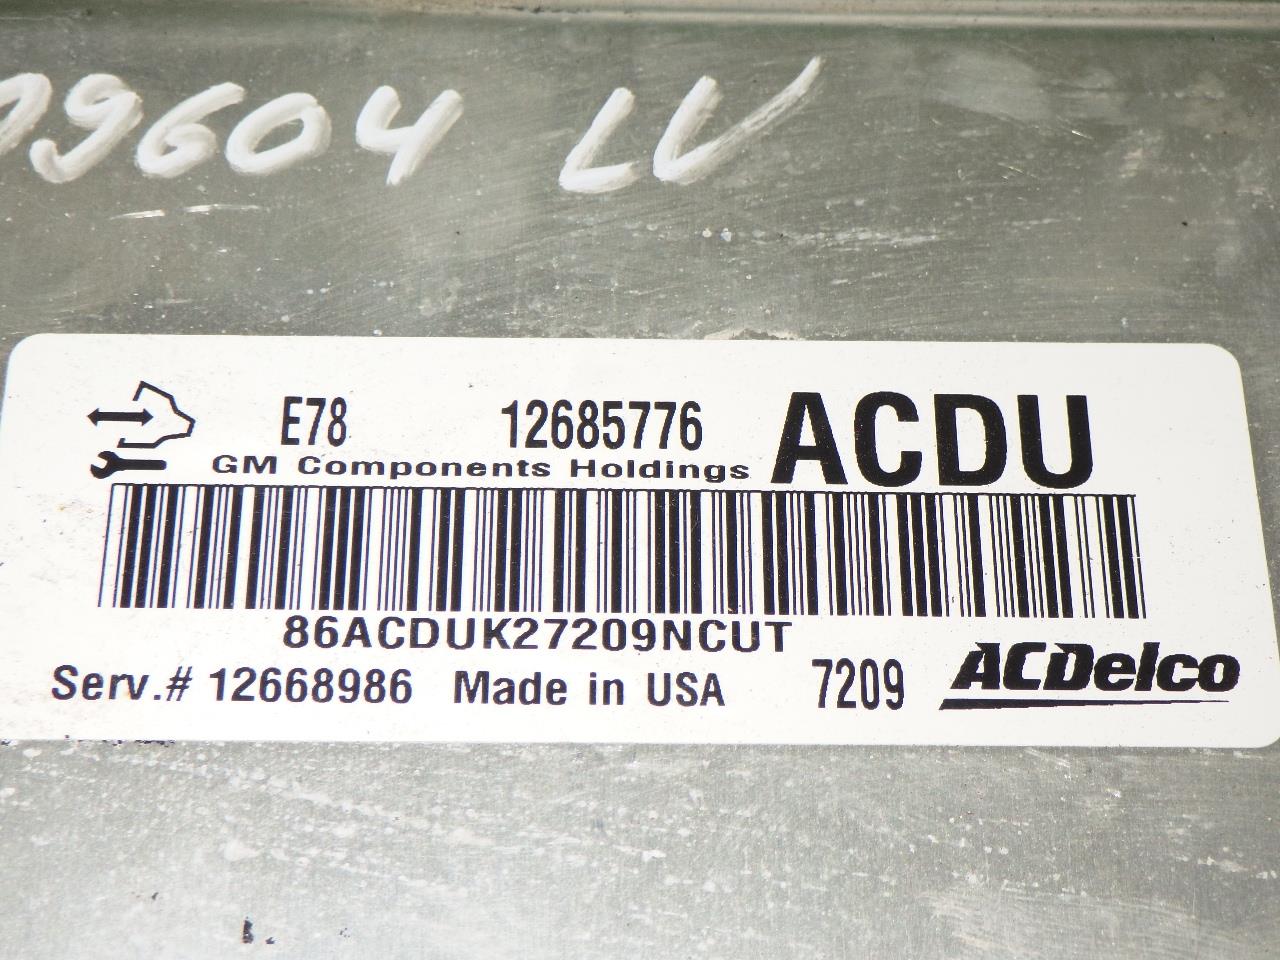 9604 LV
E78 12685776 ACDU
GM Components Holdings
86ACDUK27209NCUT
Serv.# 12668986 Made in USA 7209 ACDelco